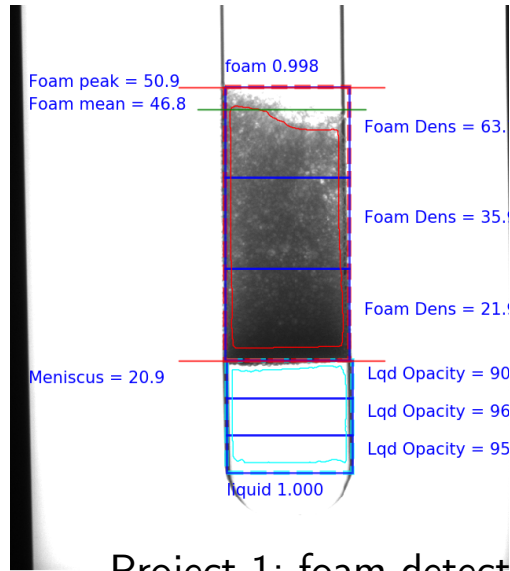 foam 0.998
Foam peak = 50.9
Foam mean = 46.8
Foam Dens = 63.
Foam Dens = 35.9
Foam Dens = 21.9
Meniscus = 20.9
Lqd Opacity = 90
Lqd Opacity = 96
Lqd Opacity = 95
liquid 1.000
Project 1: foam detect